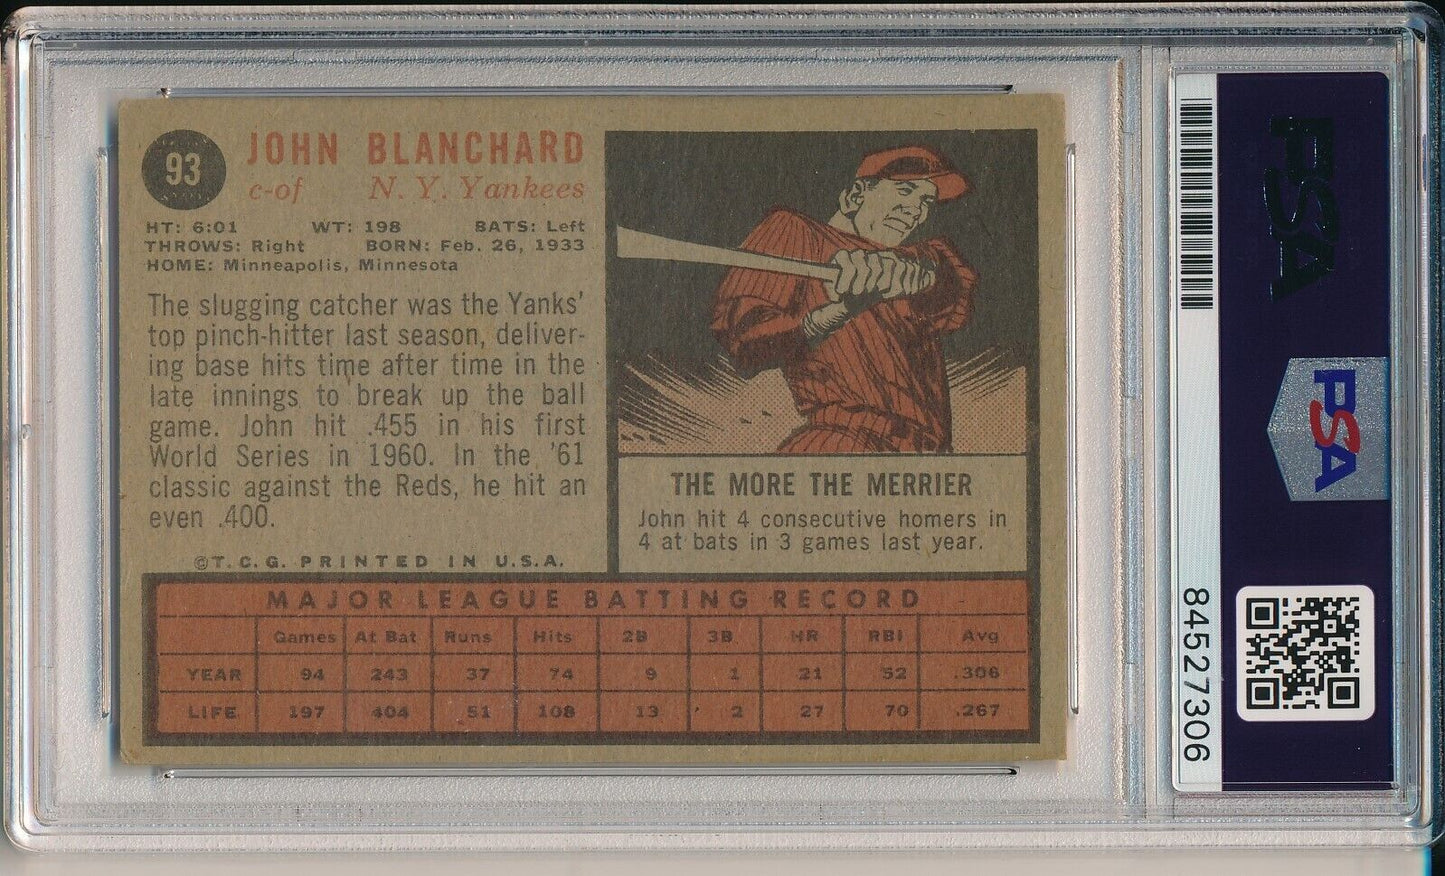 93
JOHN BLANCHARD
c-of N. Y. Yankees
HT: 6:01 WT: 198 BATS: Left
THROWS: Right BORN: Feb. 26, 1933
HOME: Minneapolis, Minnesota
The slugging catcher was the Yanks'
top pinch-hitter last season, deliver-
ing base hits time after time in the
late innings to break up the ball
game. John hit .455 in his first
World Series in 1960. In the '61
classic against the Reds, he hit an
even .400.
©T.C.G. PRINTED IN U.S.A.
THE MORE THE MERRIER
John hit 4 consecutive homers in
4 at bats in 3 games last year.
MAJOR LEAGUE BATTING RECORD
Games At Bat Runs Hits 2B 3B HR RBI Avg
YEAR 94 243 37 74 9 1 21 52 .306
LIFE 197 404 51 108 13 2 27 70 .267
PSA
PSA
84527306